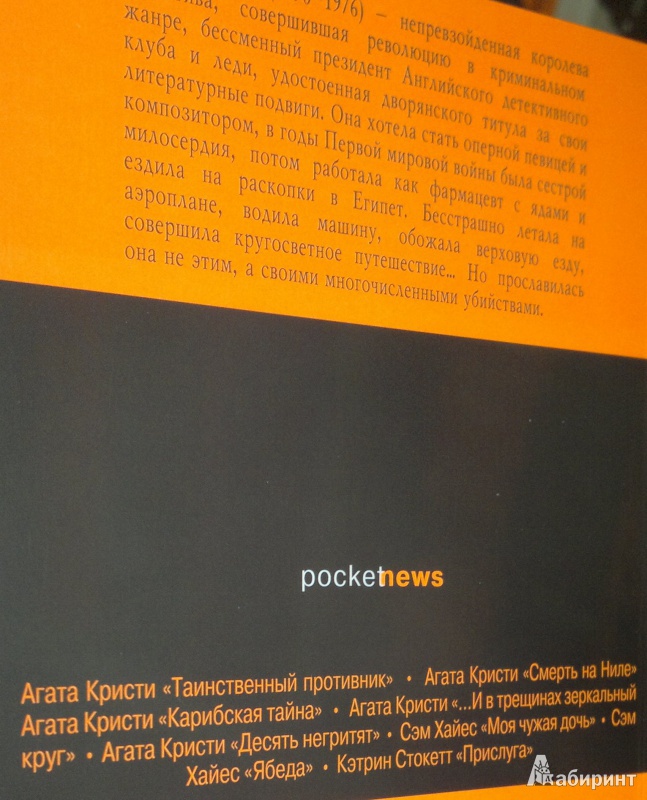 1976) – непревзойденная королева
совершившая революцию в криминальном
жанре, бессменный президент Английского детективного
клуба и леди, удостоенная дворянского титула за свои
литературные подвиги. Она хотела стать оперной певицей и
композитором, в годы Первой мировой войны была сестрой
милосердия, потом работала как фармацевт с ядами и
ездила на раскопки в Египет. Бесстрашно летала на
аэроплане, водила машину, обожала верховую езду,
совершила кругосветное путешествие... Но прославилась
она не этим, а своими многочисленными убийствами.
pocketnews
Агата Кристи «Таинственный противник» • Агата Кристи «Смерть на Ниле»
Агата Кристи «Карибская тайна» • Агата Кристи «...И в трещинах зеркальный
круг» • Агата Кристи «Десять негритят» • Сэм Хайес «Моя чужая дочь» • Сэм
Хайес «Ябеда» • Кэтрин Стокетт «Прислуга»
Лабиринт